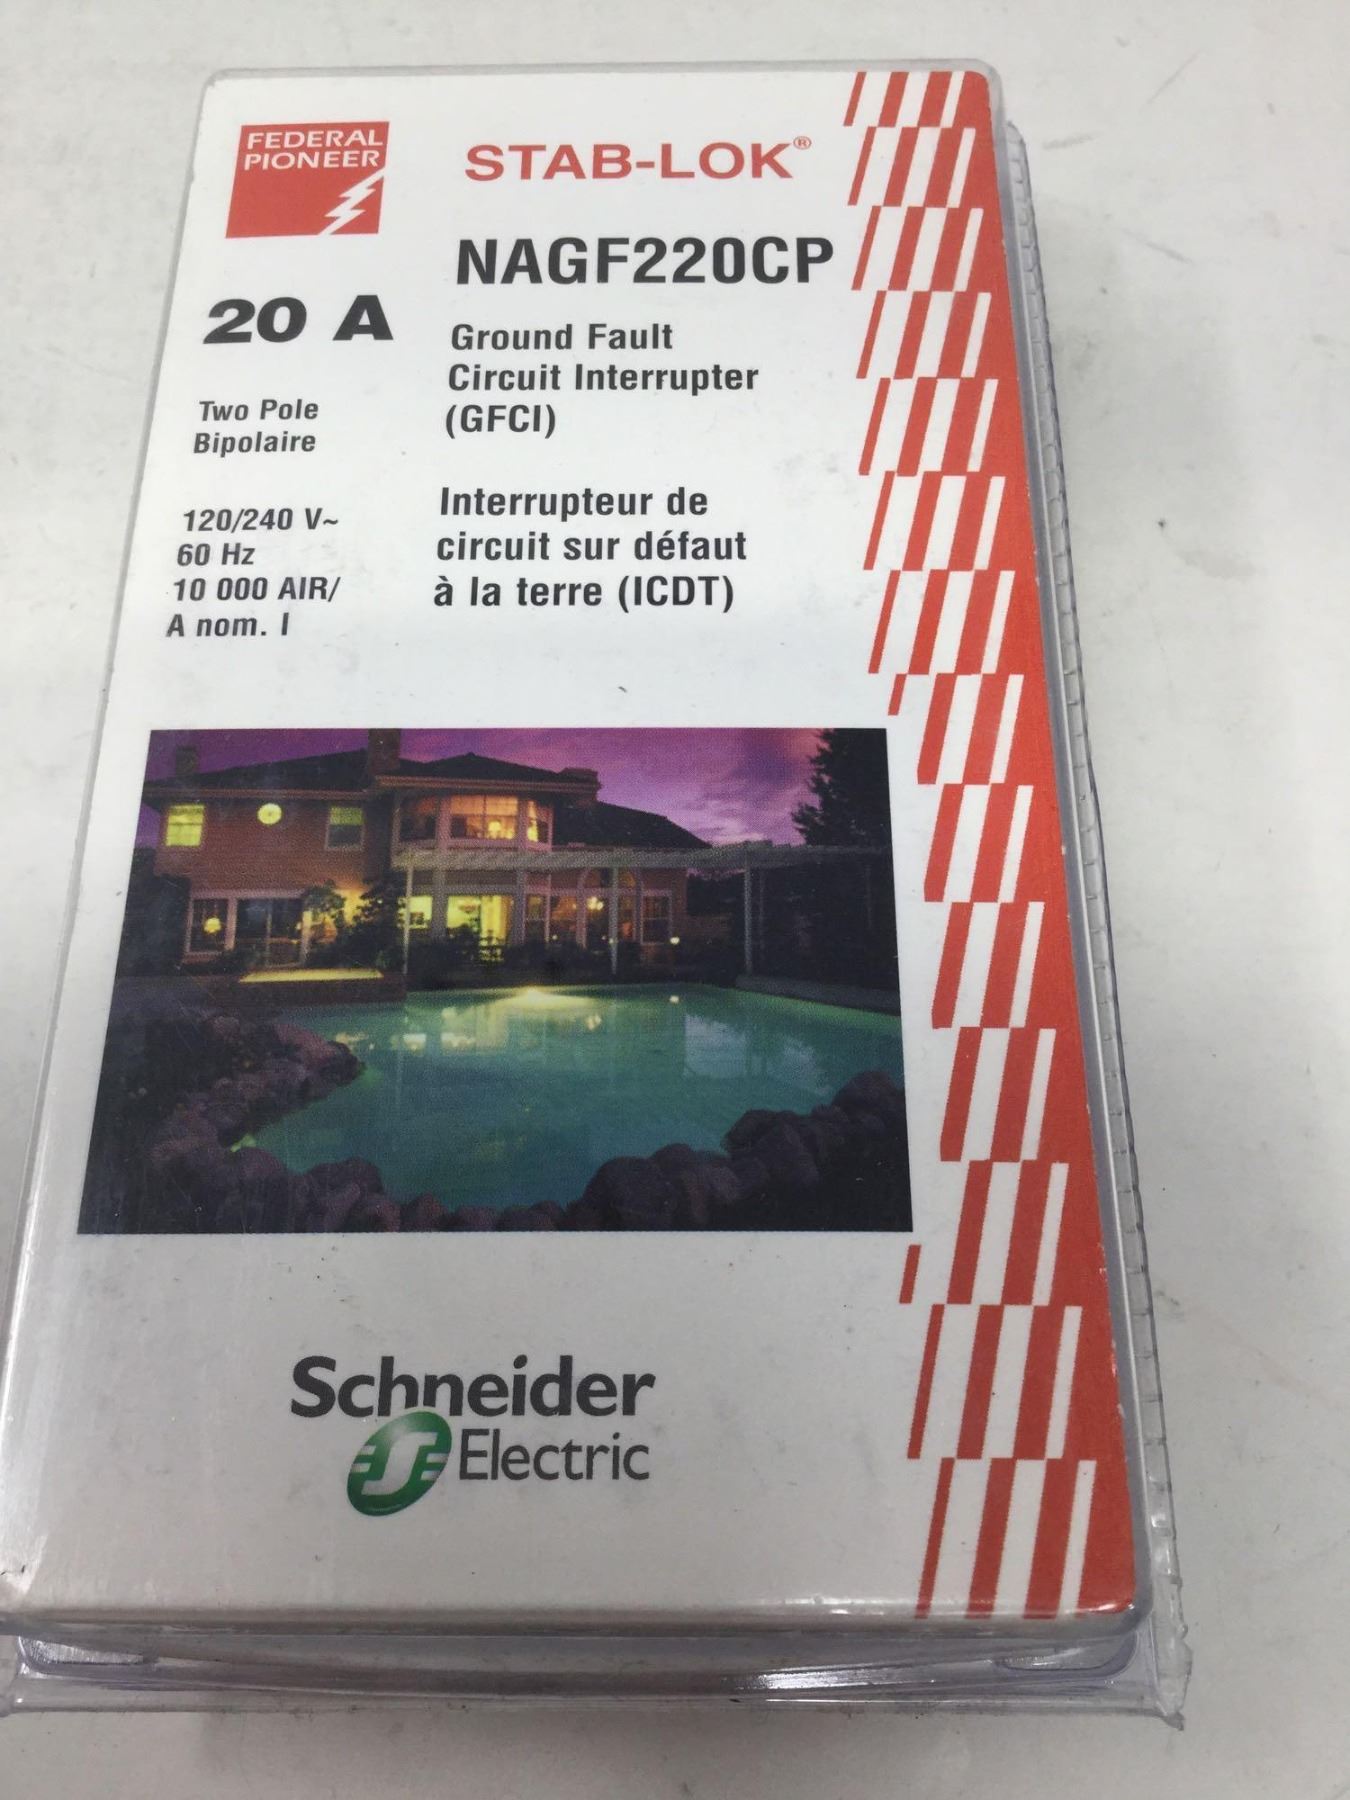 FEDERAL
PIONEER
STAB-LOK®
NAGF220CP
20 A
Ground Fault
Circuit Interrupter
(GFCI)
Two Pole
Bipolaire
Interrupteur de
circuit sur défaut
à la terre (ICDT)
120/240 V~
60 Hz
10 000 AIR/
A nom. I
Schneider
Electric